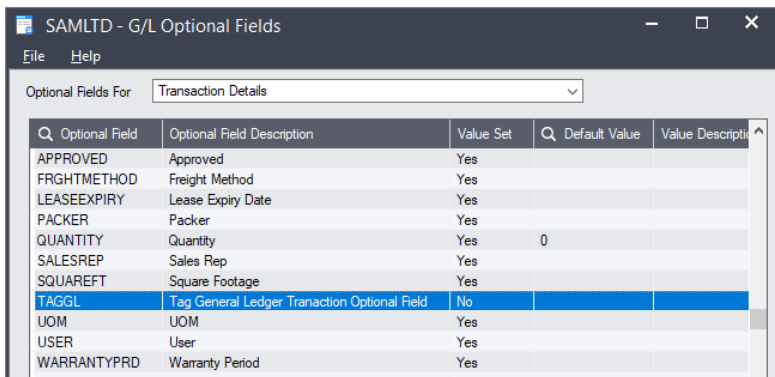 SAMLTD - G/L Optional Fields
File Help
Optional Fields For Transaction Details
Optional Field Optional Field Description Value Set Default Value Value Descriptio
APPROVED Approved Yes
FRGHTMETHOD Freight Method Yes
LEASEEXPIRY Lease Expiry Date Yes
PACKER Packer Yes
QUANTITY Quantity Yes 0
SALESREP Sales Rep Yes
SQUAREFT Square Footage Yes
TAGGL Tag General Ledger Tranaction Optional Field No
UOM UOM Yes
USER User Yes
WARRANTYPRD Warranty Period Yes